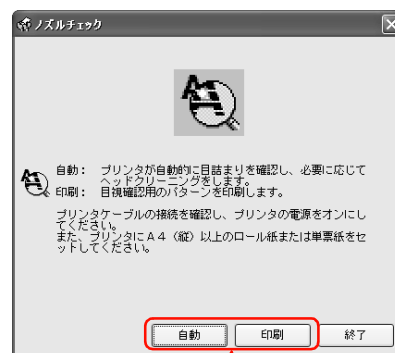 ノズルチェック
自動： プリンタが自動的に目詰まりを確認し、必要に応じて
ヘッドクリーニングをします。
印刷： 目視確認用のパターンを印刷します。
プリンタケーブルの接続を確認し、プリンタの電源をオンにし
てください。
また、プリンタにＡ４（縦）以上のロール紙または単票紙をセ
ットしてください。
自動 印刷 終了